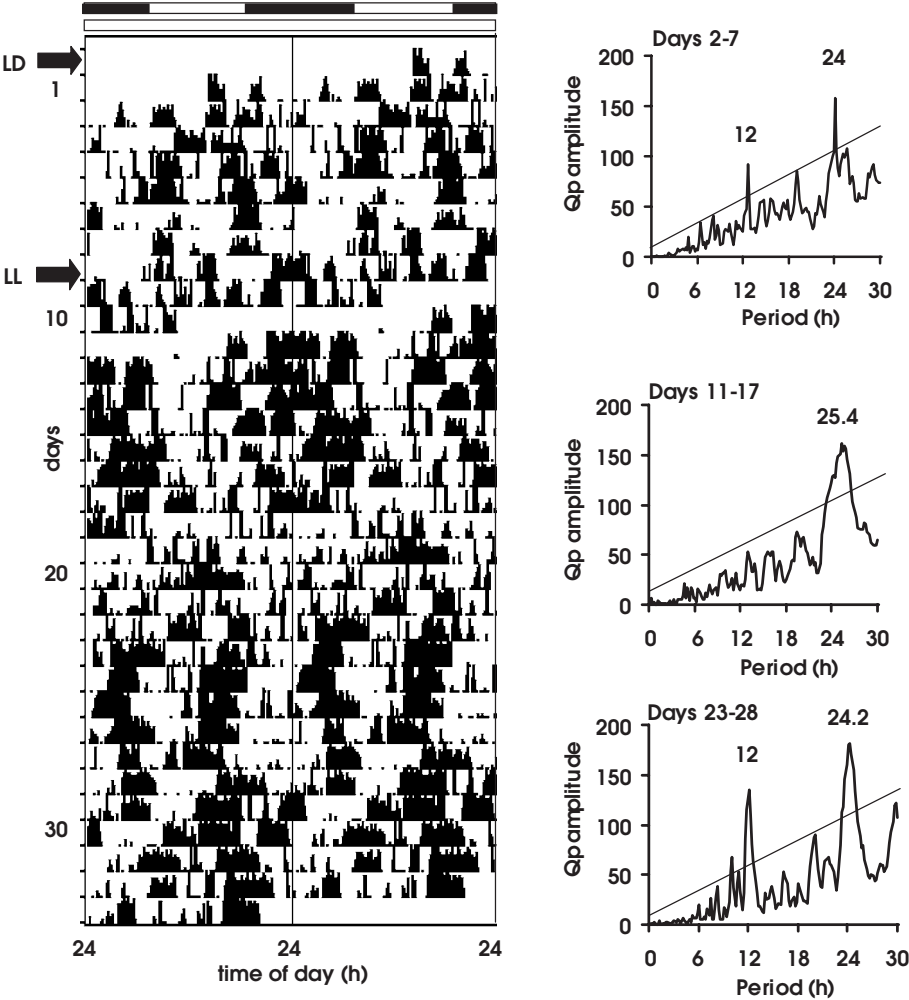 LD
1
LL
10
days
20
30
24 24 24
time of day (h)
Days 2-7
24
12
200
150
100
50
0
Qp amplitude
0 6 12 18 24 30
Period (h)
Days 11-17
25.4
200
150
100
50
0
Qp amplitude
0 6 12 18 24 30
Period (h)
Days 23-28
24.2
12
200
150
100
50
0
Qp amplitude
0 6 12 18 24 30
Period (h)